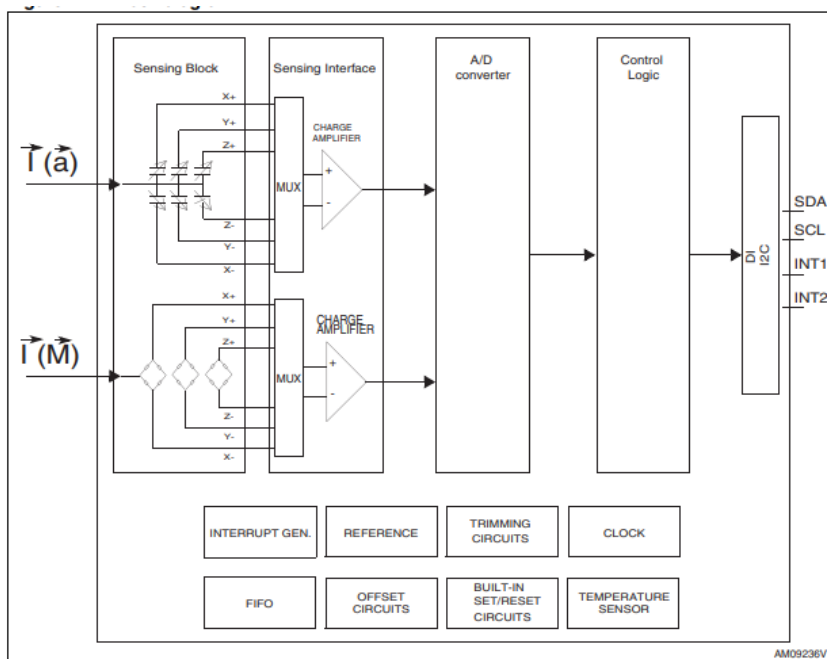 Sensing Block
Sensing Interface
A/D
converter
Control
Logic
X+
Y+
Z+
CHARGE
AMPLIFIER
I (a)
MUX
+
-
Z-
Y-
X-
SDA
SCL
DI
I2C
INT1
INT2
X+
Y+
Z+
CHARGE
AMPLIFIER
I (M)
MUX
+
-
Z-
Y-
X-
INTERRUPT GEN.
REFERENCE
TRIMMING
CIRCUITS
CLOCK
FIFO
OFFSET
CIRCUITS
BUILT-IN
SET/RESET
CIRCUITS
TEMPERATURE
SENSOR
AM09236V